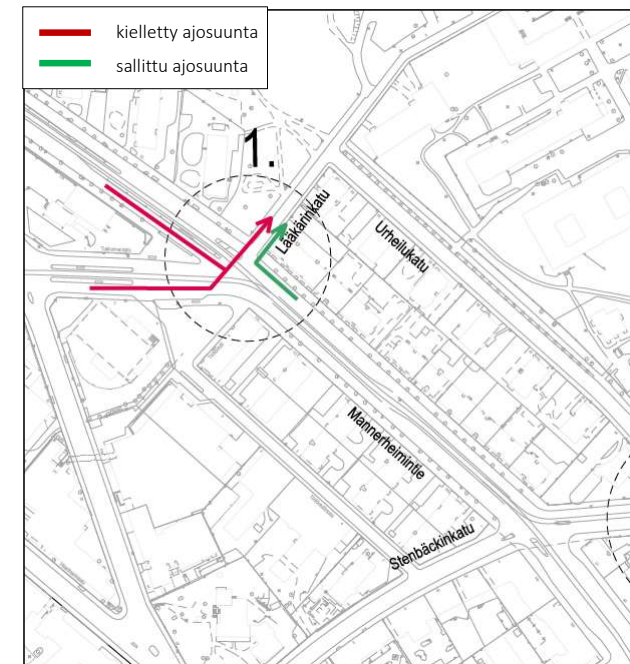 kielletty ajosuunta
sallittu ajosuunta
1.
Lääkärinkatu
Urheilukatu
Mannerheimintie
Stenbäckinkatu